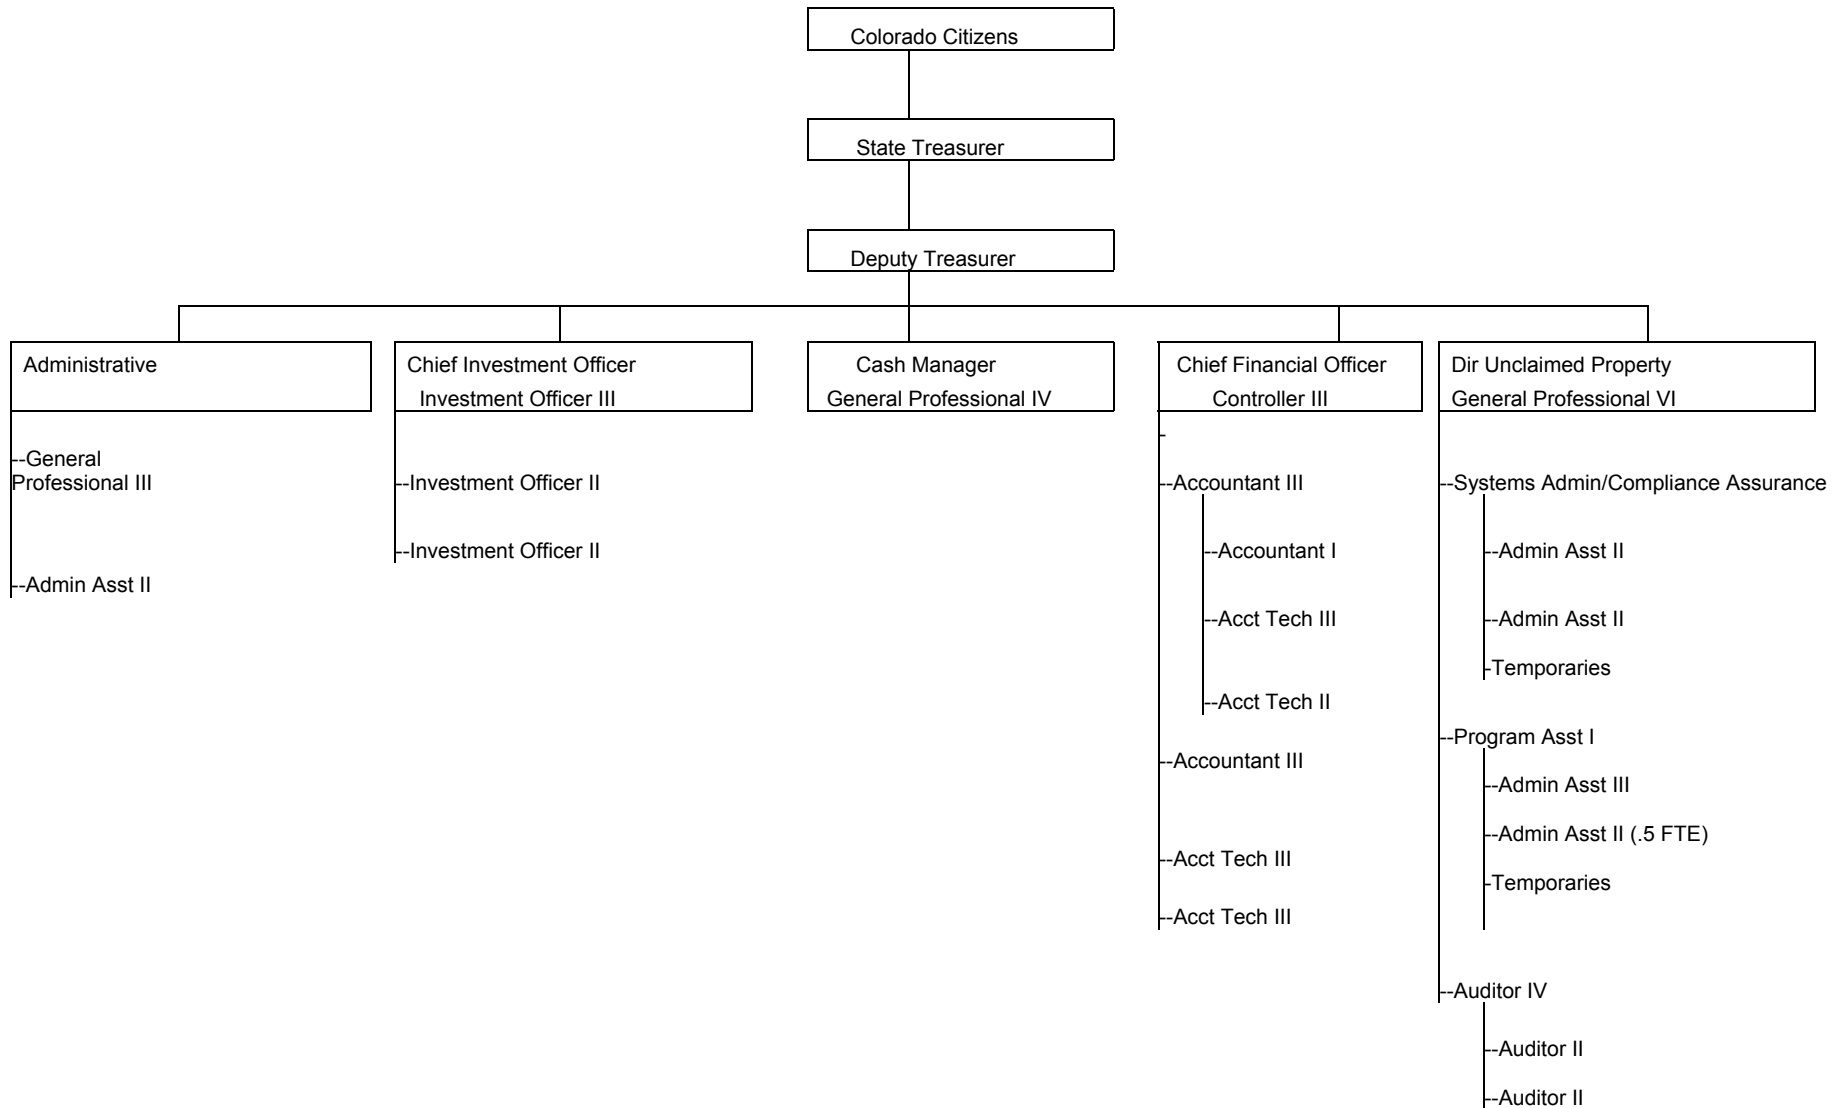 Colorado Citizens
State Treasurer
Deputy Treasurer
Administrative
--General
Professional III
--Admin Asst II
Chief Investment Officer
Investment Officer III
--Investment Officer II
--Investment Officer II
Cash Manager
General Professional IV
Chief Financial Officer
Controller III
-
--Accountant III
--Accountant I
--Acct Tech III
--Acct Tech II
--Accountant III
--Acct Tech III
--Acct Tech III
Dir Unclaimed Property
General Professional VI
--Systems Admin/Compliance Assurance
--Admin Asst II
--Admin Asst II
-Temporaries
--Program Asst I
--Admin Asst III
--Admin Asst II (.5 FTE)
-Temporaries
--Auditor IV
--Auditor II
--Auditor II